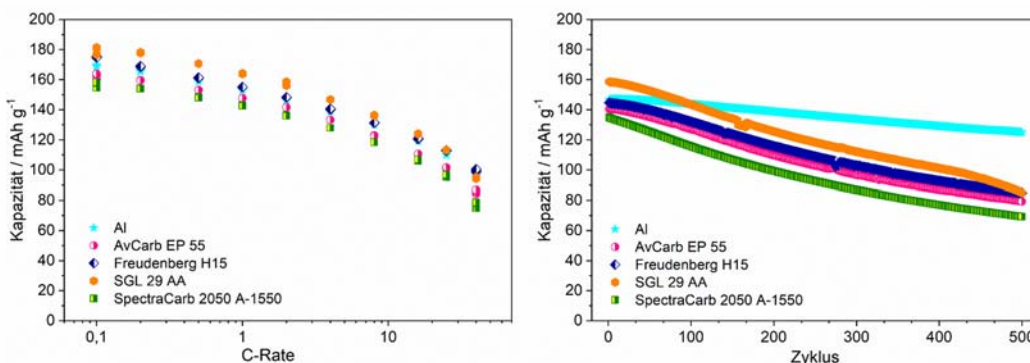 Kapazität / mAh g⁻¹
200
180
160
140
120
100
80
60
40
20
0
Al
AvCarb EP 55
Freudenberg H15
SGL 29 AA
SpectraCarb 2050 A-1550
0,1
1
10
C-Rate
Kapazität / mAh g⁻¹
200
180
160
140
120
100
80
60
40
20
0
Al
AvCarb EP 55
Freudenberg H15
SGL 29 AA
SpectraCarb 2050 A-1550
0
100
200
300
400
500
Zyklus